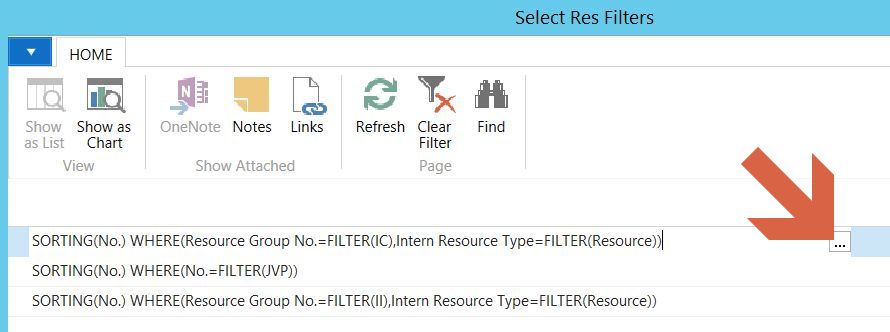 Select Res Filters
HOME
Show as List
Show as Chart
OneNote
Notes
Links
Refresh
Clear Filter
Find
View
Show Attached
Page
SORTING(No.) WHERE(Resource Group No.=FILTER(IC),Intern Resource Type=FILTER(Resource))
...
SORTING(No.) WHERE(No.=FILTER(JVP))
SORTING(No.) WHERE(Resource Group No.=FILTER(II),Intern Resource Type=FILTER(Resource))